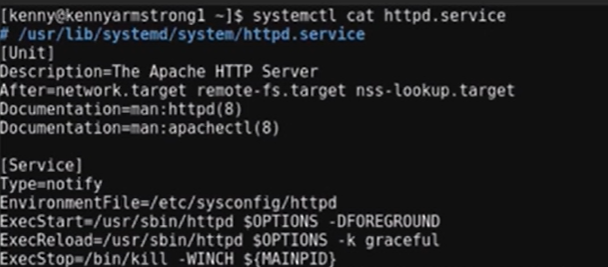 [kenny@kennyarmstrong1 ~]$ systemctl cat httpd.service
# /usr/lib/systemd/system/httpd.service
[Unit]
Description=The Apache HTTP Server
After=network.target remote-fs.target nss-lookup.target
Documentation=man:httpd(8)
Documentation=man:apachectl(8)
[Service]
Type=notify
EnvironmentFile=/etc/sysconfig/httpd
ExecStart=/usr/sbin/httpd $OPTIONS -DFOREGROUND
ExecReload=/usr/sbin/httpd $OPTIONS -k graceful
ExecStop=/bin/kill -WINCH ${MAINPID}